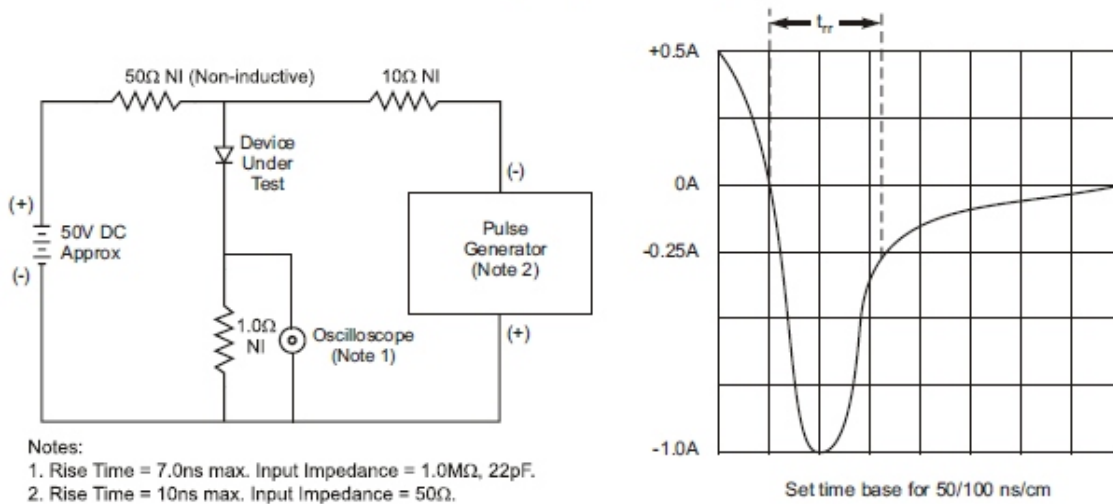 50Ω NI (Non-inductive)
10Ω NI
Device
Under
Test
(+)
50V DC
Approx
(-)
1.0Ω
NI
Oscilloscope
(Note 1)
(-)
Pulse
Generator
(Note 2)
(+)
Notes:
1. Rise Time = 7.0ns max. Input Impedance = 1.0MΩ, 22pF.
2. Rise Time = 10ns max. Input Impedance = 50Ω.
trr
+0.5A
0A
-0.25A
-1.0A
Set time base for 50/100 ns/cm